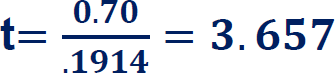 t= 0.70/.1914 = 3.657